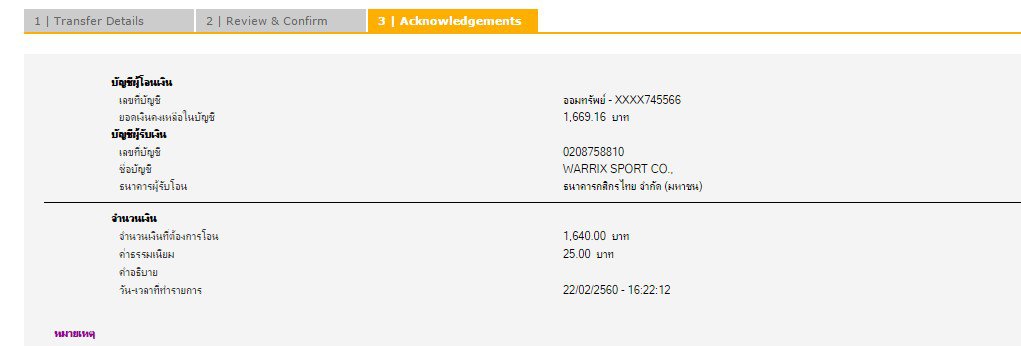 1 | Transfer Details 2 | Review & Confirm 3 | Acknowledgements
บัญชีผู้โอนเงิน
เลขที่บัญชี ออมทรัพย์ - XXXX745566
ยอดเงินคงเหลือในบัญชี 1,669.16 บาท
บัญชีผู้รับเงิน
เลขที่บัญชี 0208758810
ชื่อบัญชี WARRIX SPORT CO.,
ธนาคารผู้รับโอน ธนาคารกสิกรไทย จำกัด (มหาชน)
จำนวนเงิน
จำนวนเงินที่ต้องการโอน 1,640.00 บาท
ค่าธรรมเนียม 25.00 บาท
คำอธิบาย
วัน-เวลาที่ทำรายการ 22/02/2560 - 16:22:12
หมายเหตุ